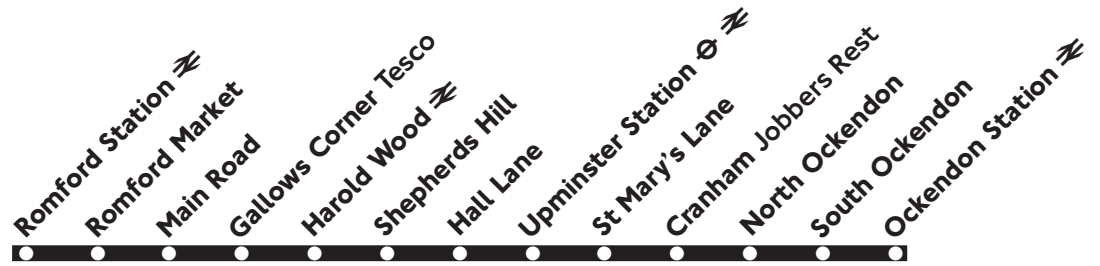 Romford Station
Romford Market
Main Road
Gallows Corner Tesco
Harold Wood
Shepherds Hill
Hall Lane
Upminster Station
St Mary's Lane
Cranham Jobbers Rest
North Ockendon
South Ockendon
Ockendon Station